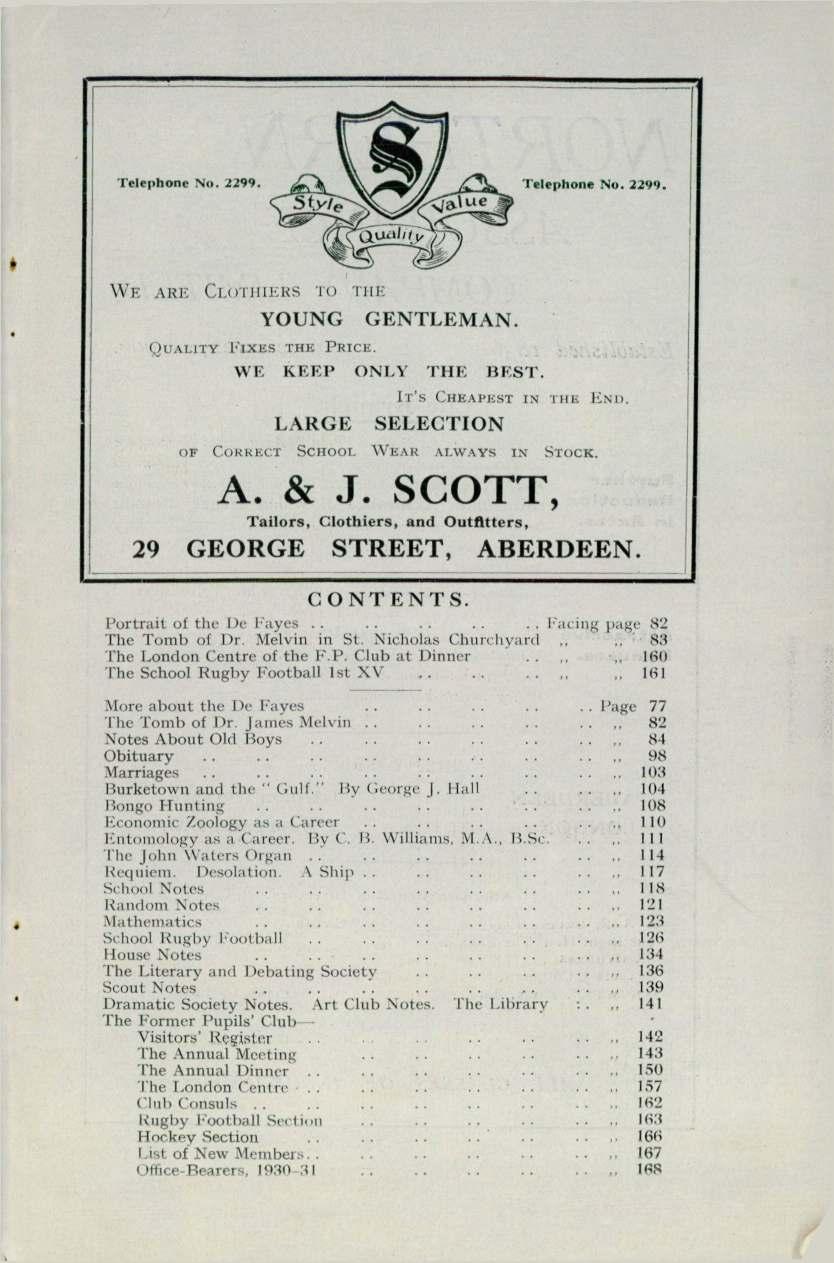 S
Telephone No. 2299. Telephone No. 2299.
Style Quality Value
WE ARE CLOTHIERS TO THE
YOUNG GENTLEMAN.
QUALITY FIXES THE PRICE.
WE KEEP ONLY THE BEST.
IT'S CHEAPEST IN THE END.
LARGE SELECTION
OF CORRECT SCHOOL WEAR ALWAYS IN STOCK.
A. & J. SCOTT,
Tailors, Clothiers, and Outfitters,
29 GEORGE STREET, ABERDEEN.
CONTENTS.
Portrait of the De Fayes .. .. .. .. .. Facing page 82
The Tomb of Dr. Melvin in St. Nicholas Churchyard ,, ,, 83
The London Centre of the F.P. Club at Dinner .. ,, ,, 160
The School Rugby Football 1st XV .. .. .. ,, ,, 161
More about the De Fayes .. .. .. .. .. Page 77
The Tomb of Dr. James Melvin .. .. .. .. .. ,, 82
Notes About Old Boys .. .. .. .. .. .. ,, 84
Obituary .. .. .. .. .. .. .. .. ,, 98
Marriages .. .. .. .. .. .. .. .. ,, 103
Burketown and the "Gulf." By George J. Hall .. .. ,, 104
Bongo Hunting .. .. .. .. .. .. .. ,, 108
Economic Zoology as a Career .. .. .. .. .. ,, 110
Entomology as a Career. By C. B. Williams, M.A., B.Sc. .. ,, 111
The John Waters Organ .. .. .. .. .. .. ,, 114
Requiem. Desolation. A Ship .. .. .. .. .. ,, 117
School Notes .. .. .. .. .. .. .. ,, 118
Random Notes .. .. .. .. .. .. .. ,, 121
Mathematics .. .. .. .. .. .. .. ,, 123
School Rugby Football .. .. .. .. .. .. ,, 126
House Notes .. .. .. .. .. .. .. ,, 134
The Literary and Debating Society .. .. .. .. ,, 136
Scout Notes .. .. .. .. .. .. .. ,, 139
Dramatic Society Notes. Art Club Notes. The Library :. ,, 141
The Former Pupils' Club—
Visitors' Register .. .. .. .. .. .. ,, 142
The Annual Meeting .. .. .. .. .. ,, 143
The Annual Dinner .. .. .. .. .. .. ,, 150
The London Centre .. .. .. .. .. .. ,, 157
Club Consuls .. .. .. .. .. .. .. ,, 162
Rugby Football Section .. .. .. .. .. ,, 163
Hockey Section .. .. .. .. .. .. ,, 166
List of New Members .. .. .. .. .. .. ,, 167
Office-Bearers, 1930-31 .. .. .. .. .. ,, 168